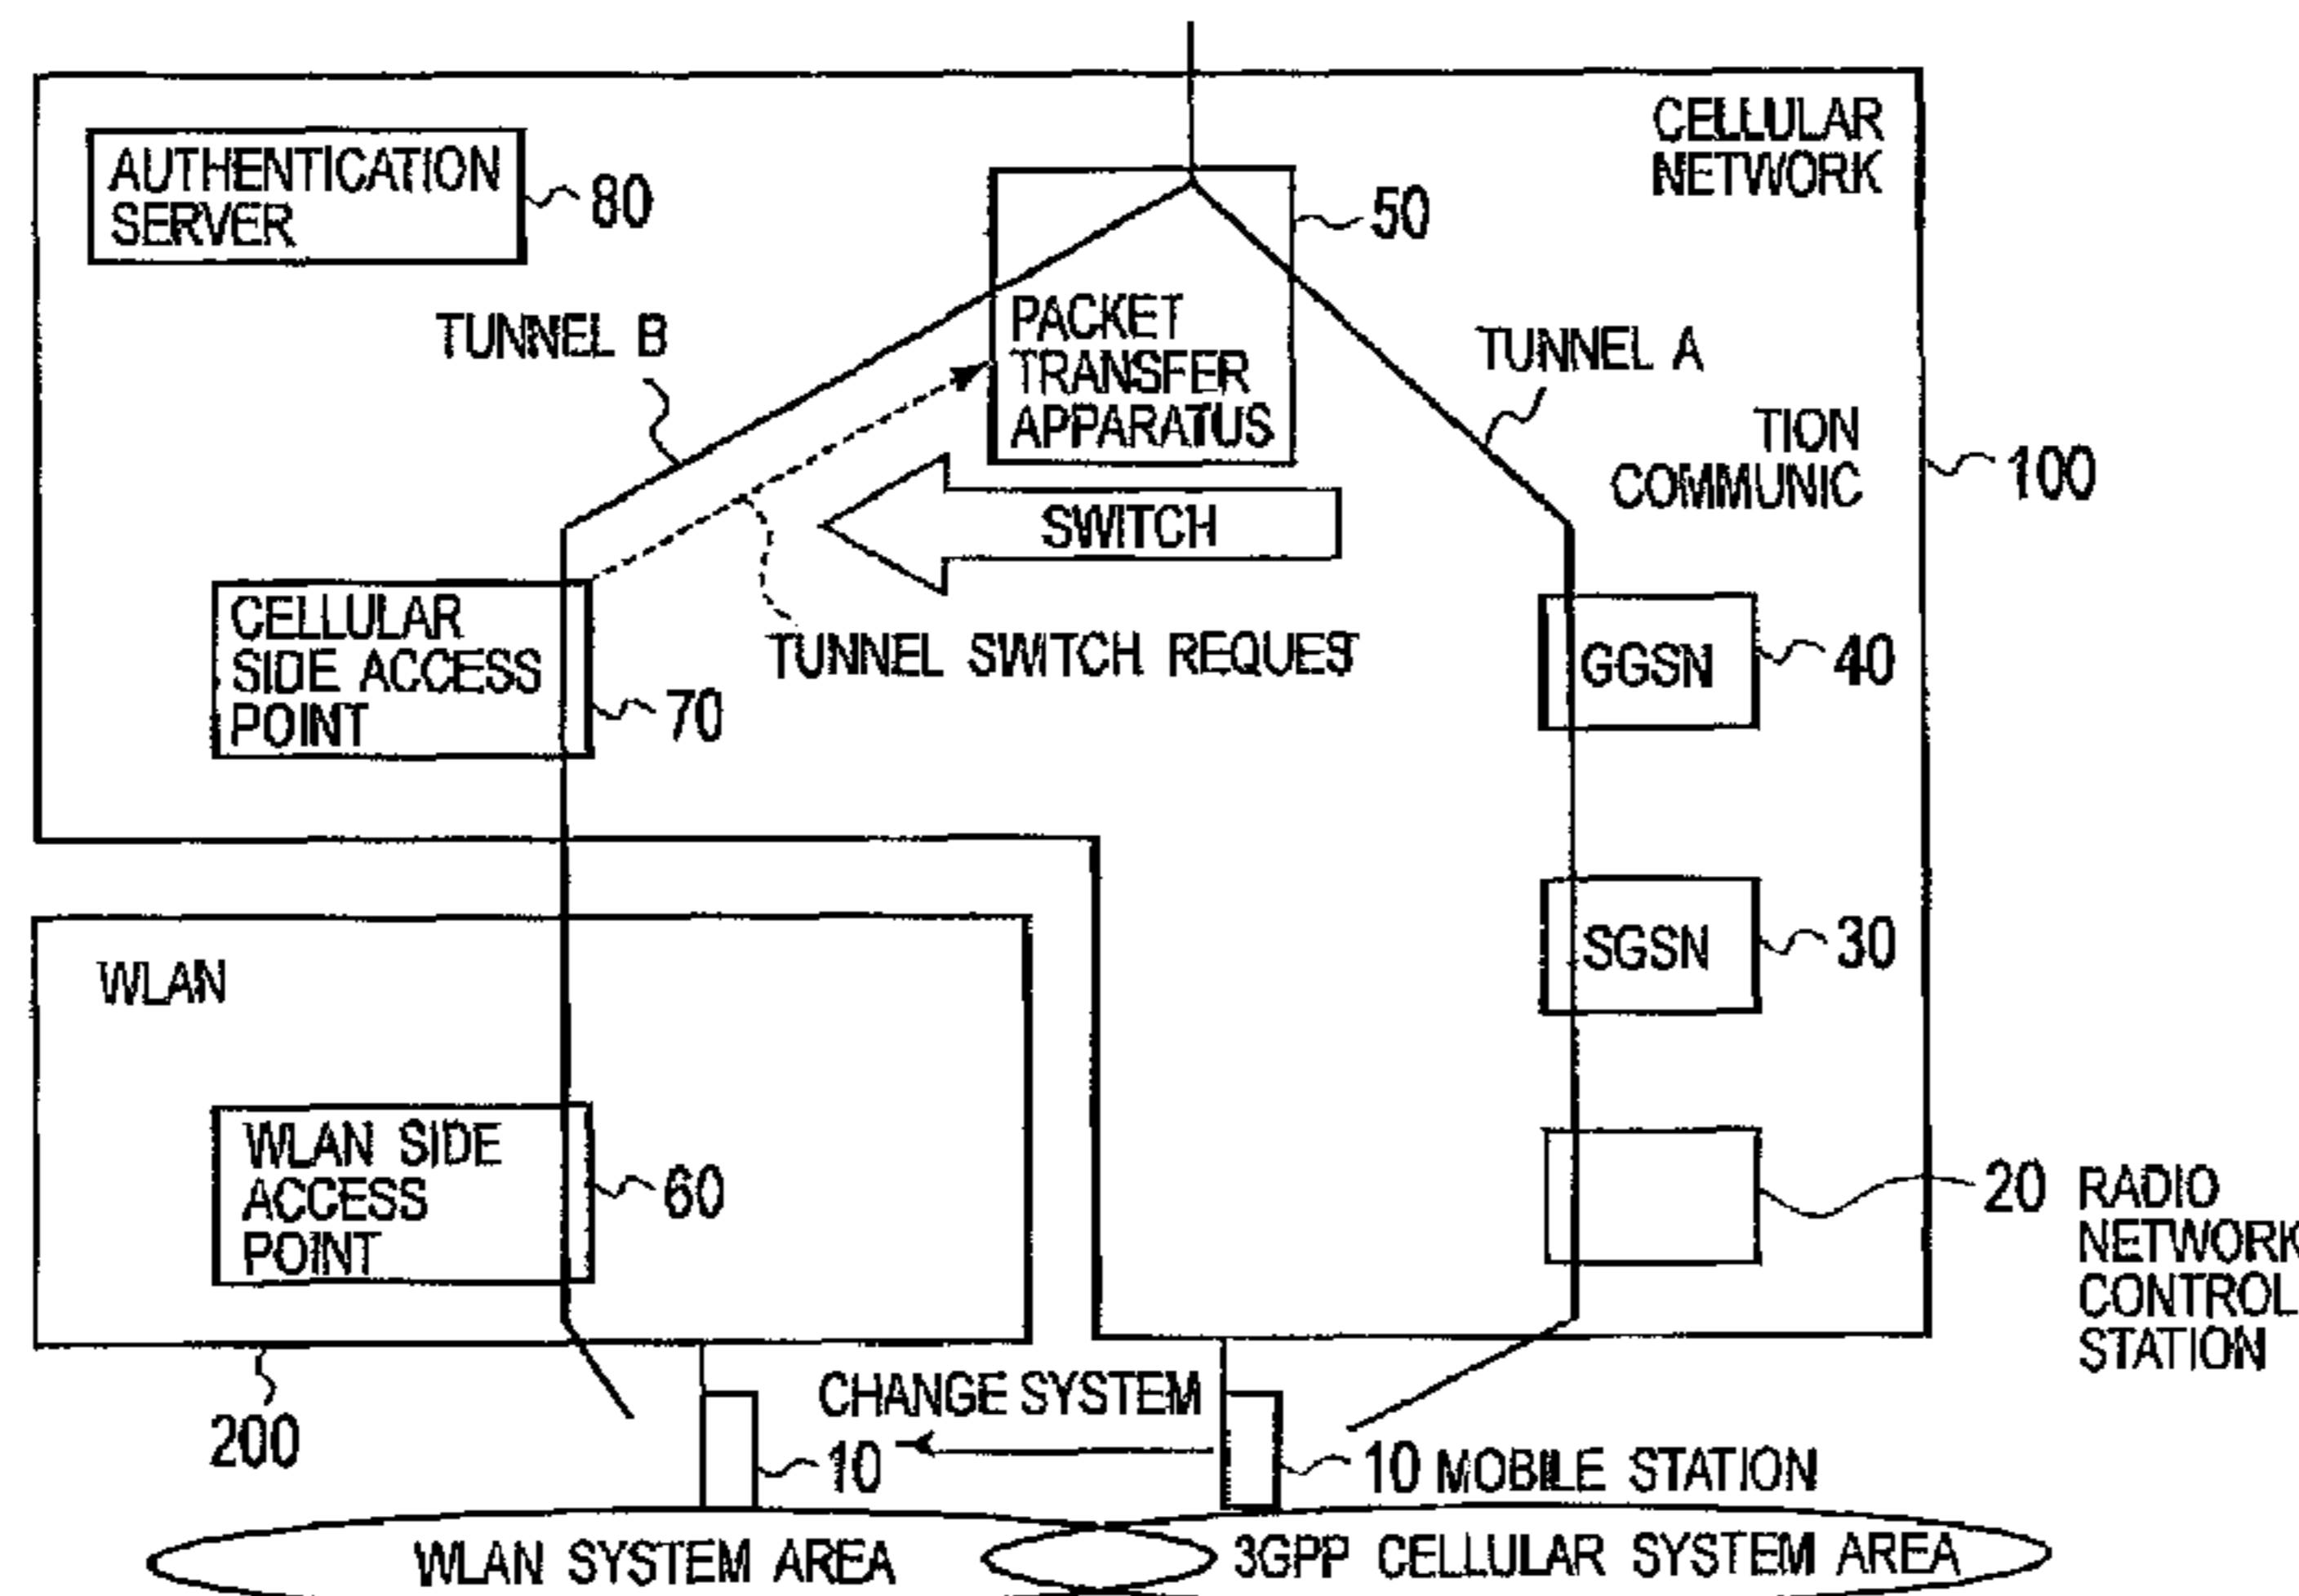 CELLULAR
NETWORK
AUTHENTICATION
SERVER
80
50
PACKET
TRANSFER
APPARATUS
TUNNEL B
TUNNEL A
TION
COMMUNIC
100
SWITCH
TUNNEL SWITCH REQUEST
CELLULAR
SIDE ACCESS
POINT
70
GGSN
40
SGSN
30
WLAN
WLAN SIDE
ACCESS
POINT
60
20
RADIO
NETWORK
CONTROL
STATION
200
CHANGE SYSTEM
10
10 MOBILE STATION
WLAN SYSTEM AREA
3GPP CELLULAR SYSTEM AREA